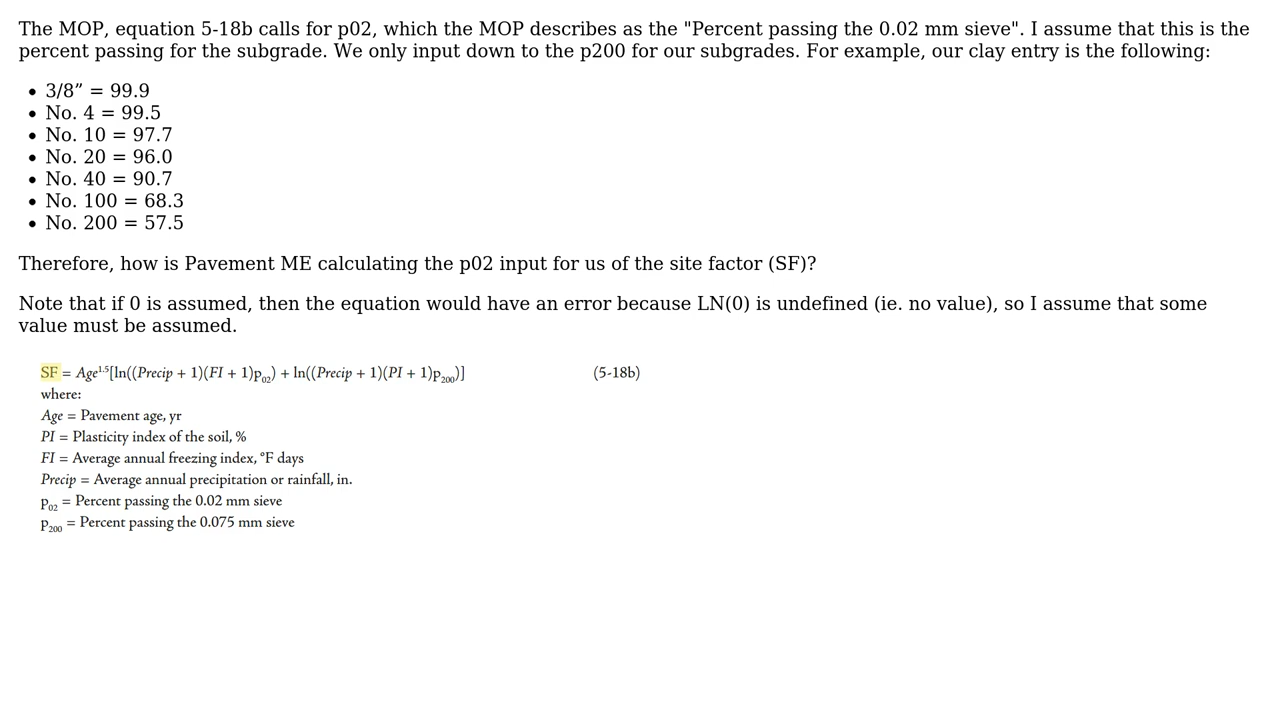 The MOP, equation 5-18b calls for p02, which the MOP describes as the "Percent passing the 0.02 mm sieve". I assume that this is the
percent passing for the subgrade. We only input down to the p200 for our subgrades. For example, our clay entry is the following:
• 3/8” = 99.9
• No. 4 = 99.5
• No. 10 = 97.7
• No. 20 = 96.0
• No. 40 = 90.7
• No. 100 = 68.3
• No. 200 = 57.5
Therefore, how is Pavement ME calculating the p02 input for us of the site factor (SF)?
Note that if 0 is assumed, then the equation would have an error because LN(0) is undefined (ie. no value), so I assume that some
value must be assumed.
SF = Age^1.5[ln((Precip + 1)(FI + 1)p_02) + ln((Precip + 1)(PI + 1)p_200)] (5-18b)
where:
Age = Pavement age, yr
PI = Plasticity index of the soil, %
FI = Average annual freezing index, °F days
Precip = Average annual precipitation or rainfall, in.
p_02 = Percent passing the 0.02 mm sieve
p_200 = Percent passing the 0.075 mm sieve